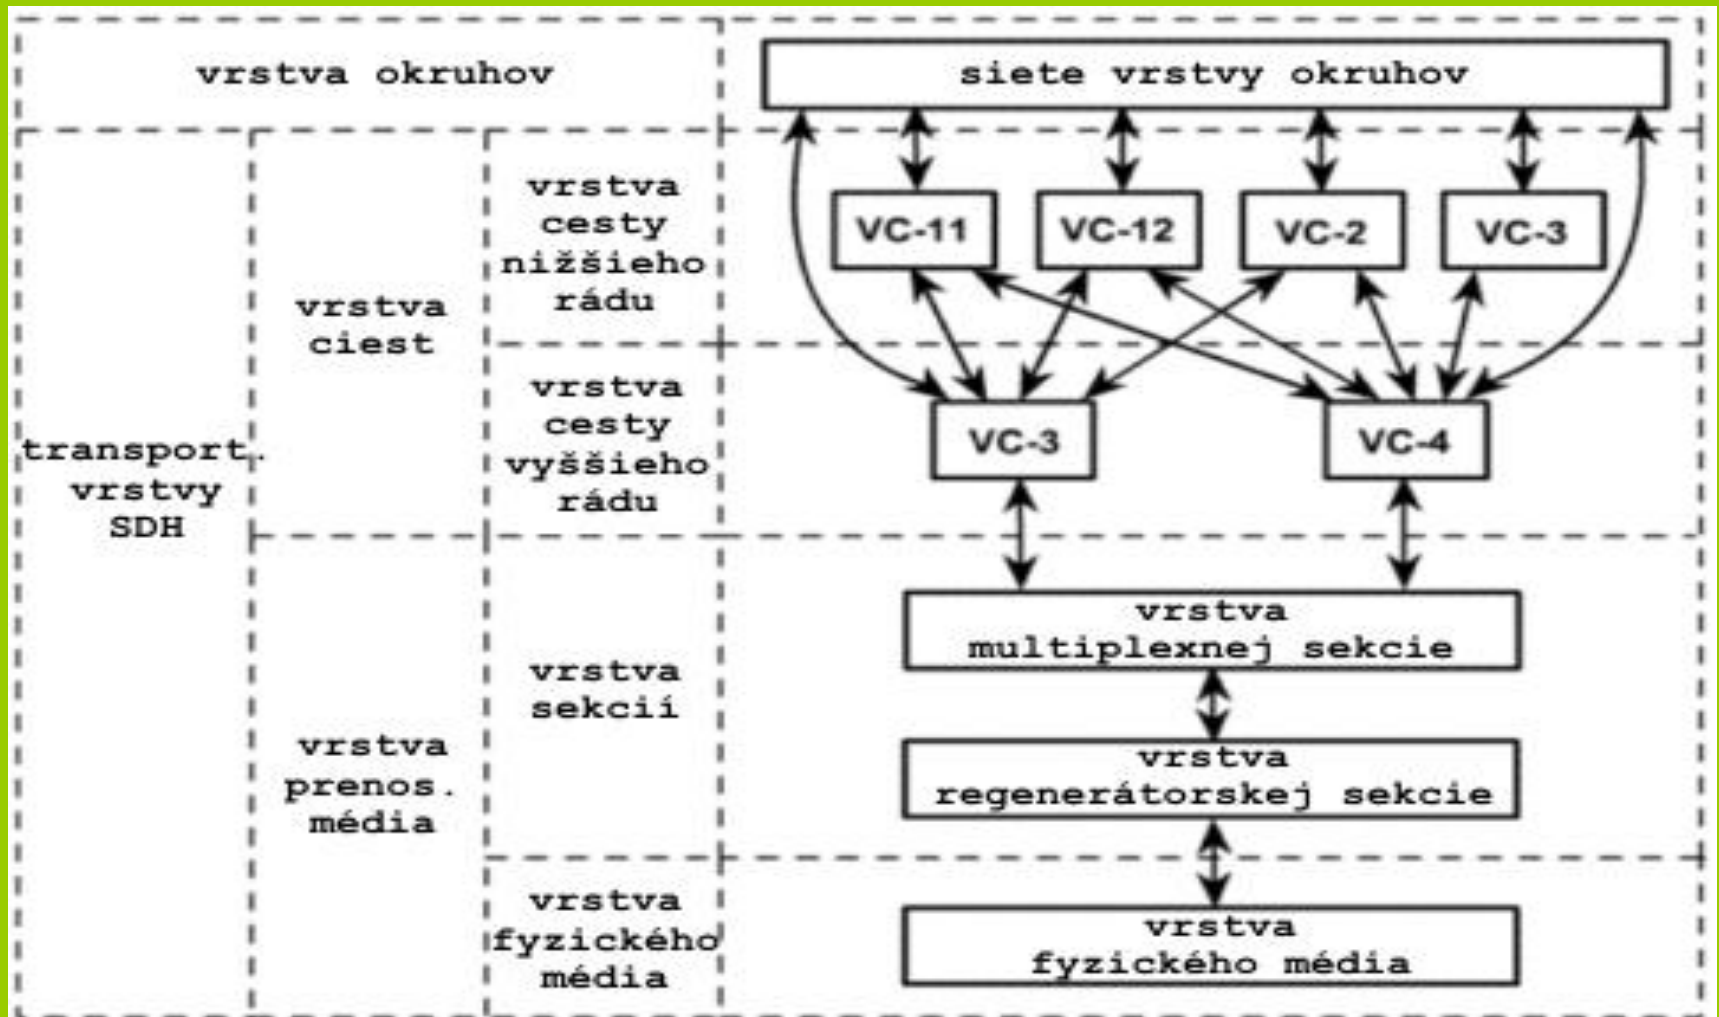 vrstva okruhov
siete vrstvy okruhov
transport.
vrstvy
SDH
vrstva
ciest
vrstva
cesty
nižšieho
rádu
VC-11
VC-12
VC-2
VC-3
vrstva
cesty
vyššieho
rádu
VC-3
VC-4
vrstva
prenos.
média
vrstva
sekcií
vrstva
multiplexnej sekcie
vrstva
regenerátorskej sekcie
vrstva
fyzického
média
vrstva
fyzického média